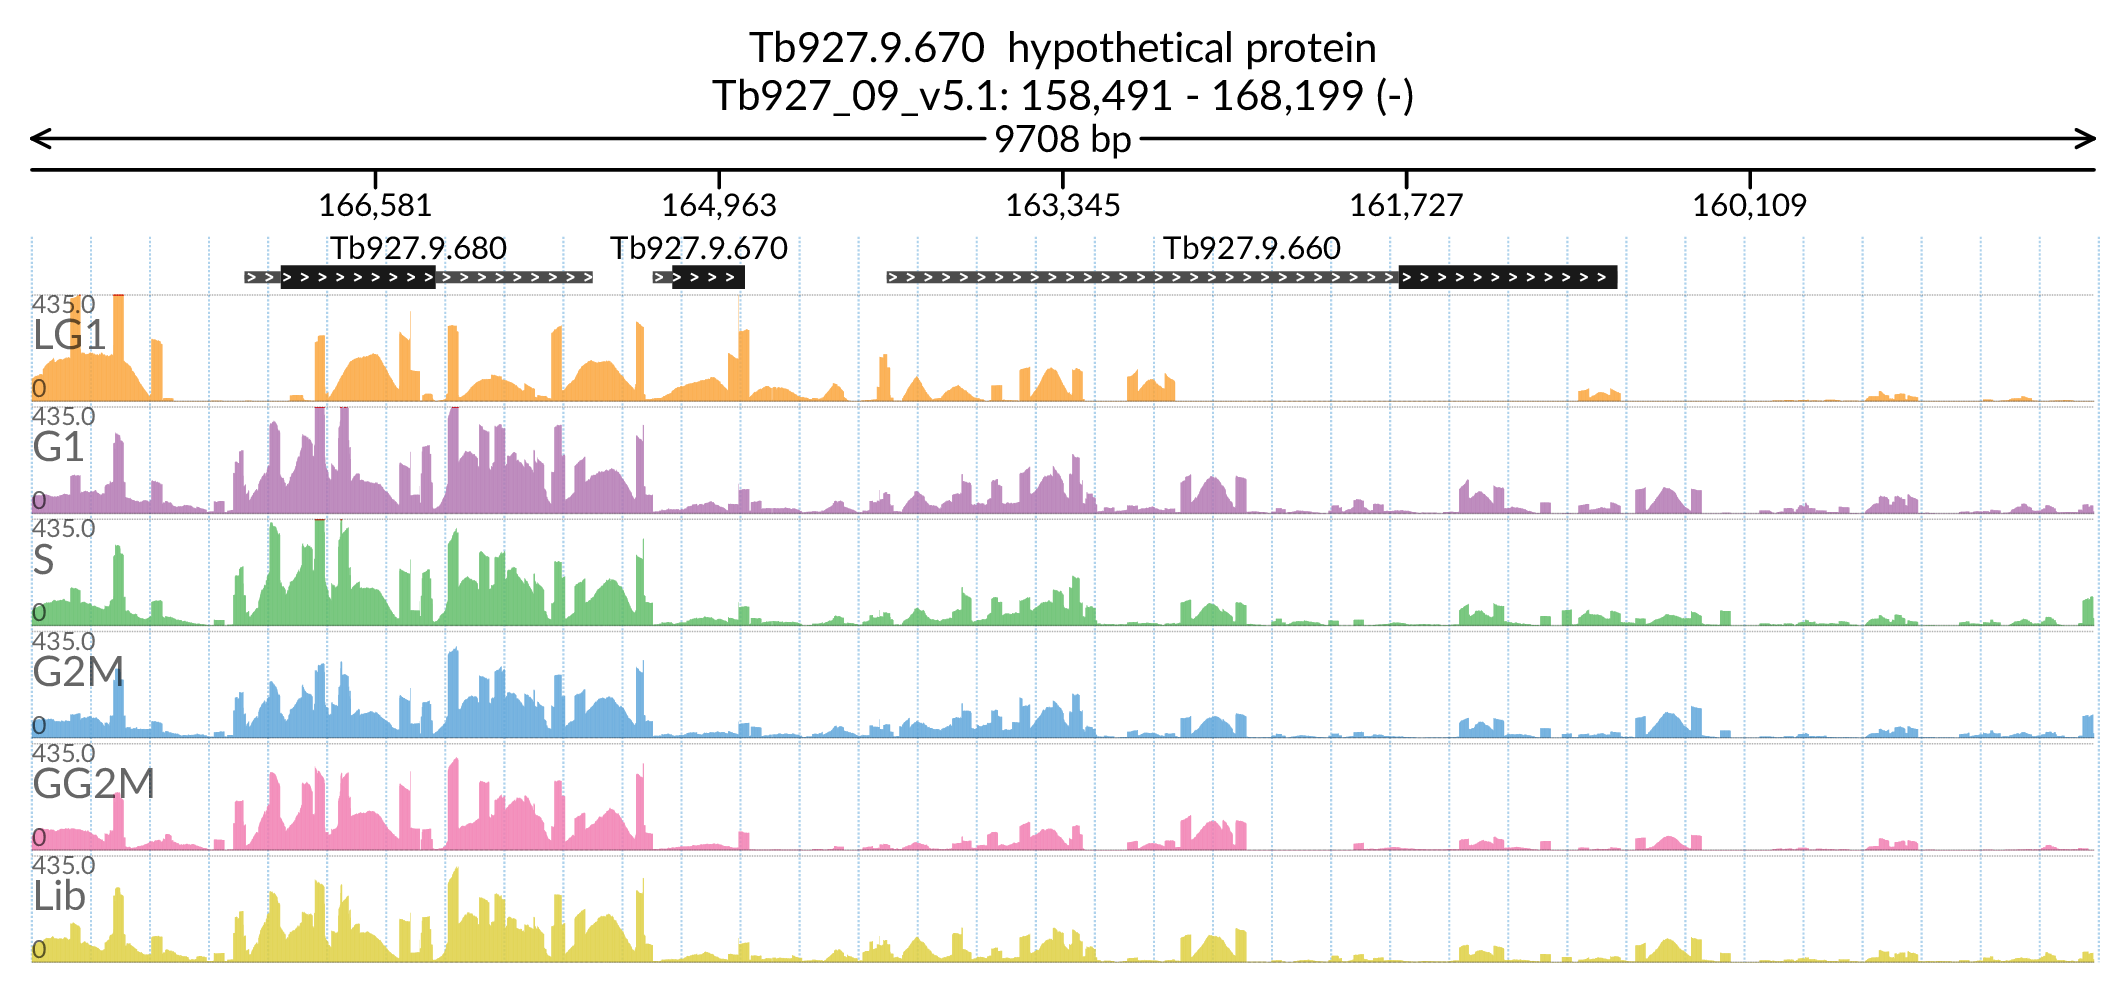 Tb927.9.670 hypothetical protein
Tb927_09_v5.1: 158,491 - 168,199 (-)
9708 bp
166,581 164,963 163,345 161,727 160,109
Tb927.9.680 Tb927.9.670 Tb927.9.660
435.0
LG1
0
435.0
G1
0
435.0
S
0
435.0
G2M
0
435.0
GG2M
0
435.0
Lib
0